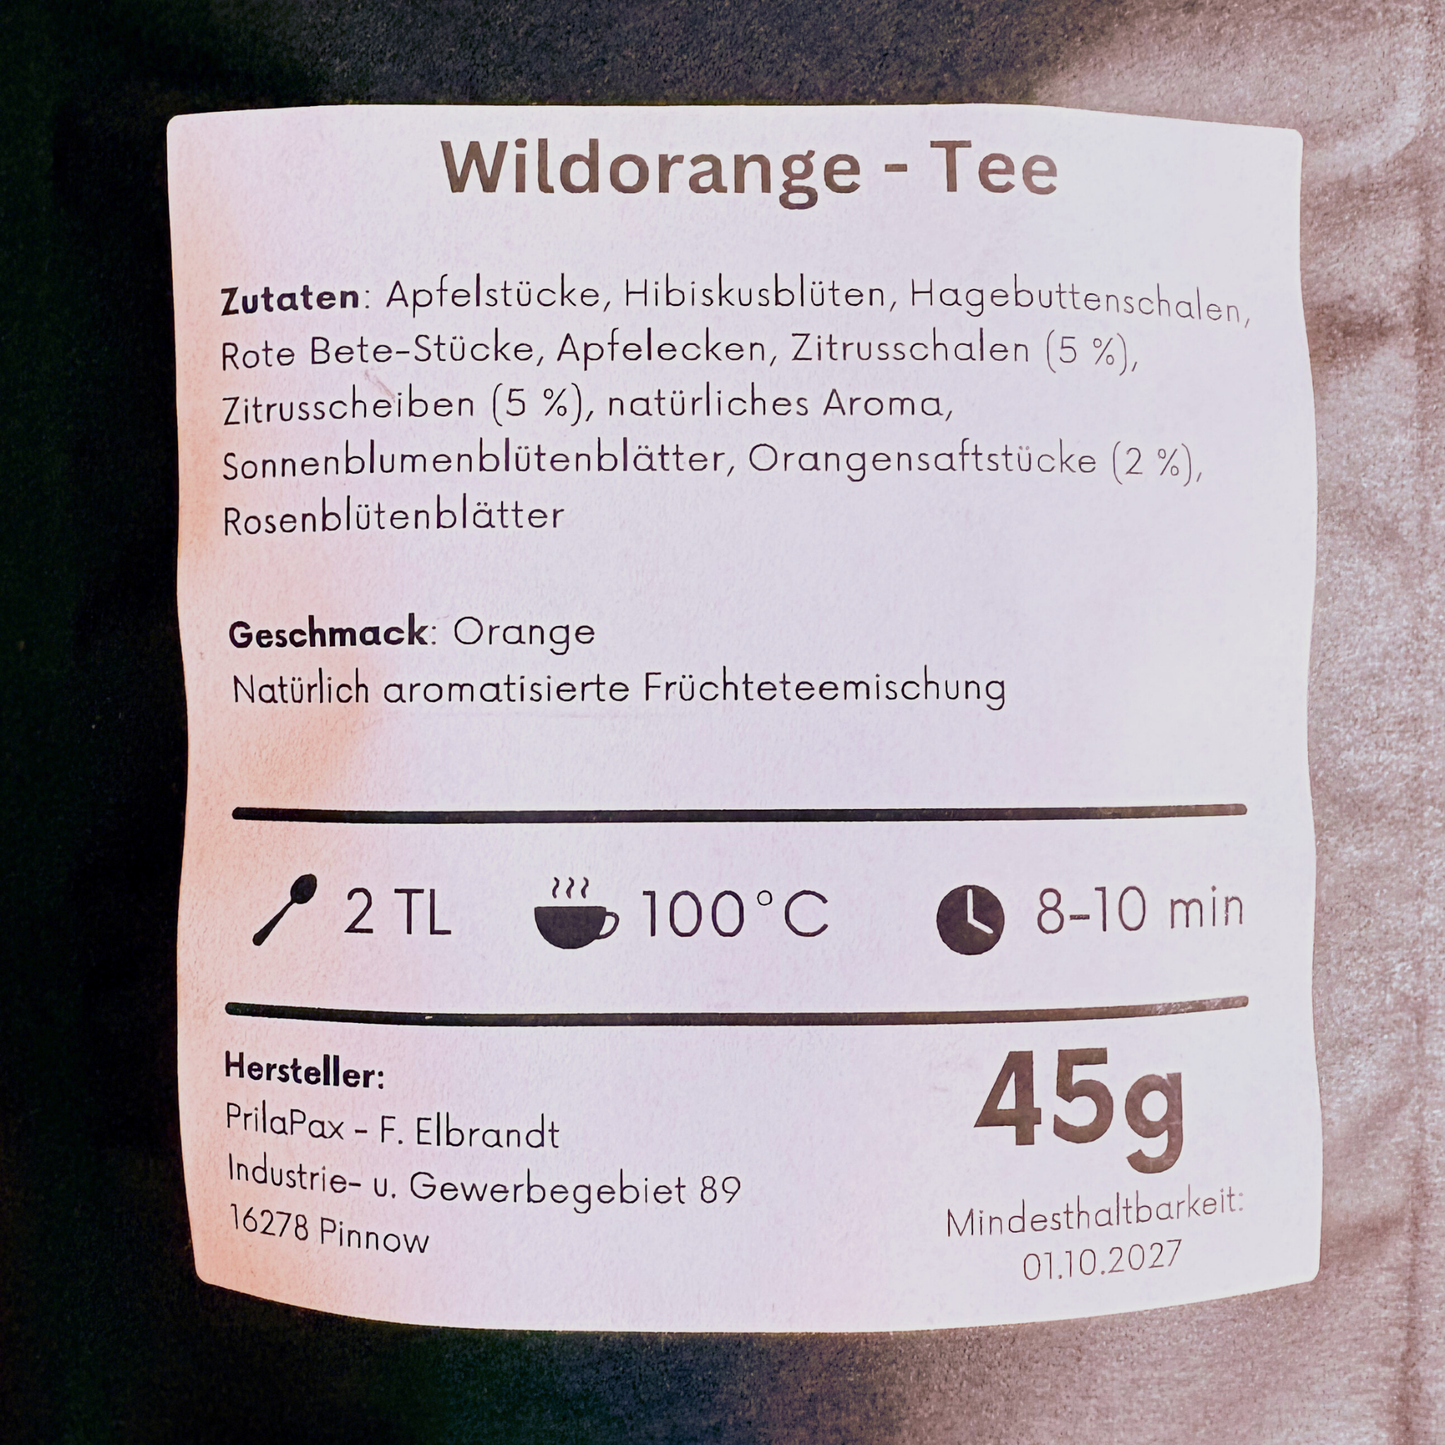 Wildorange - Tee
Zutaten: Apfelstücke, Hibiskusblüten, Hagebuttenschalen,
Rote Bete-Stücke, Apfelecken, Zitrusschalen (5 %),
Zitrusscheiben (5 %), natürliches Aroma,
Sonnenblumenblütenblätter, Orangensaftstücke (2 %),
Rosenblütenblätter
Geschmack: Orange
Natürlich aromatisierte Früchteteemischung
2 TL 100°C 8-10 min
Hersteller:
PrilaPax - F. Elbrandt
Industrie- u. Gewerbegebiet 89
16278 Pinnow
45g
Mindesthaltbarkeit:
01.10.2027